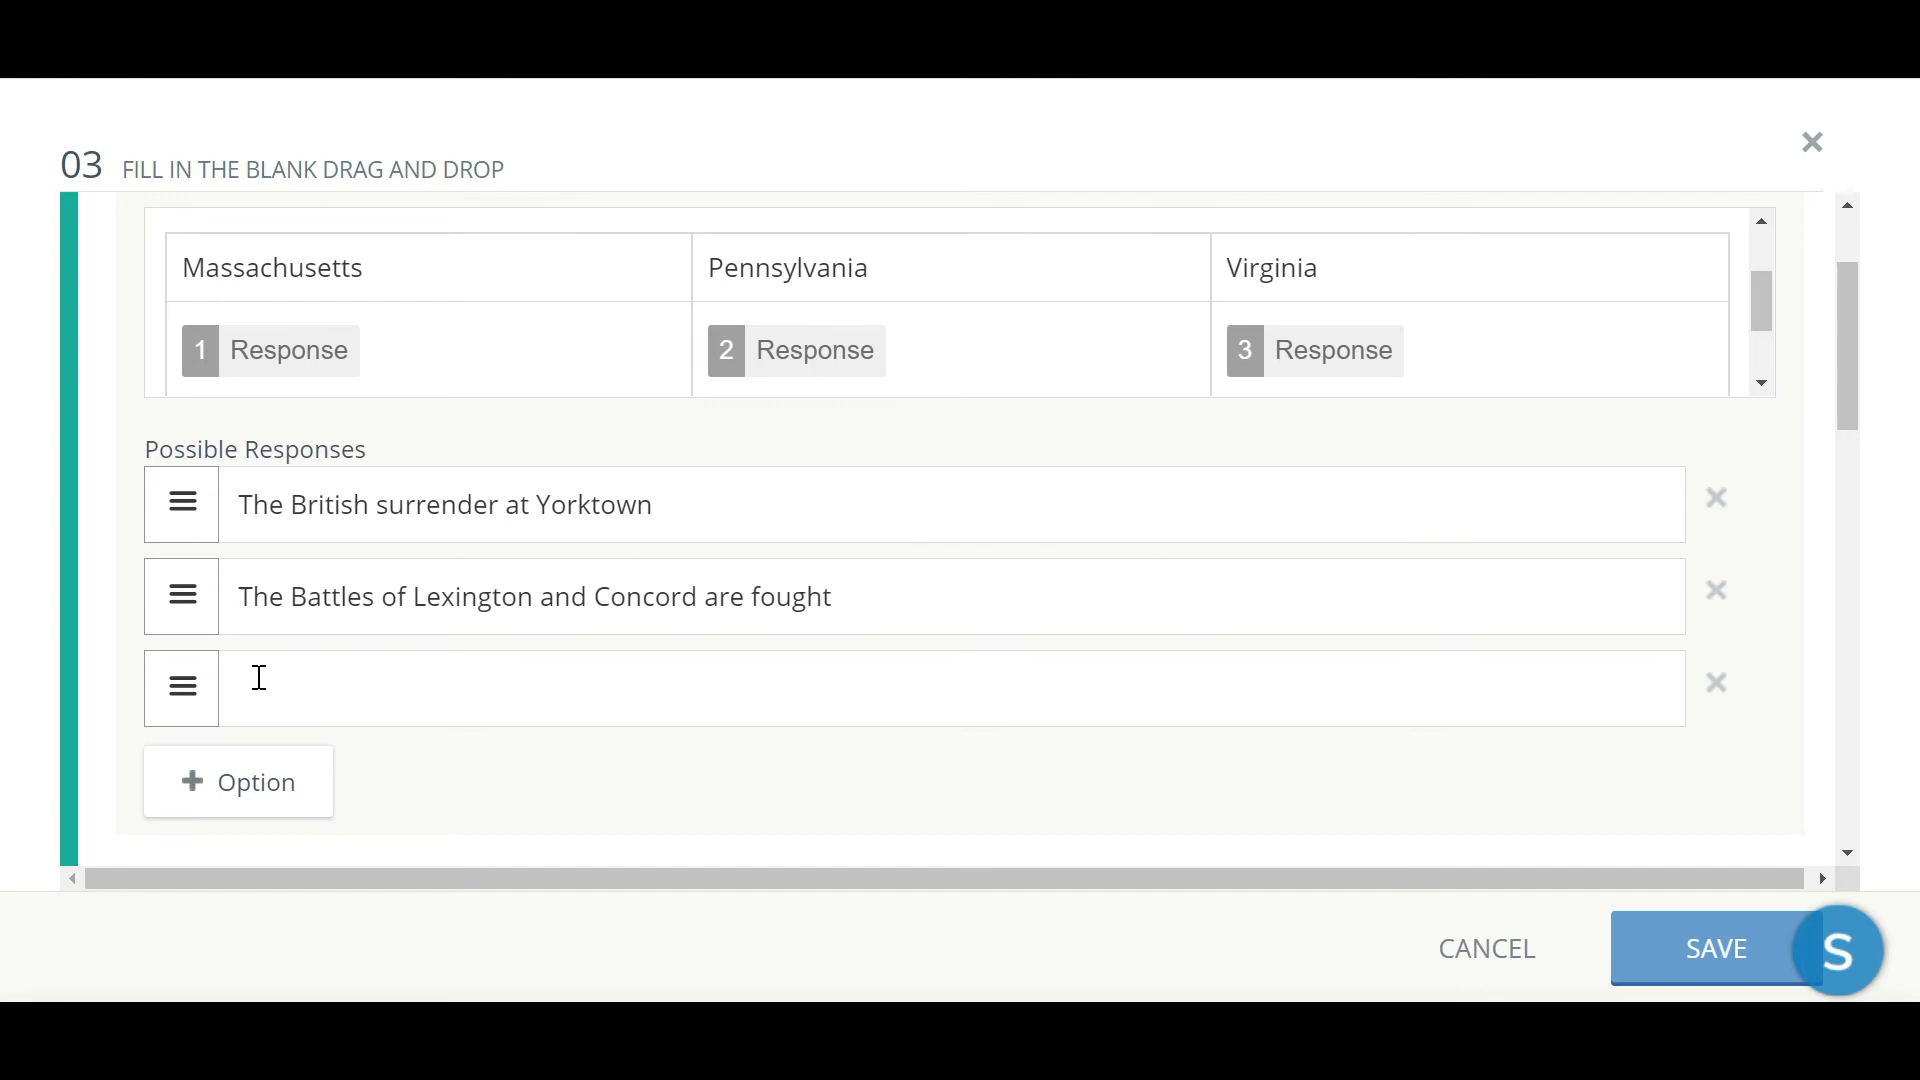 03 FILL IN THE BLANK DRAG AND DROP
Massachusetts Pennsylvania Virginia
1 Response 2 Response 3 Response
Possible Responses
The British surrender at Yorktown
The Battles of Lexington and Concord are fought
Option
CANCEL SAVE S